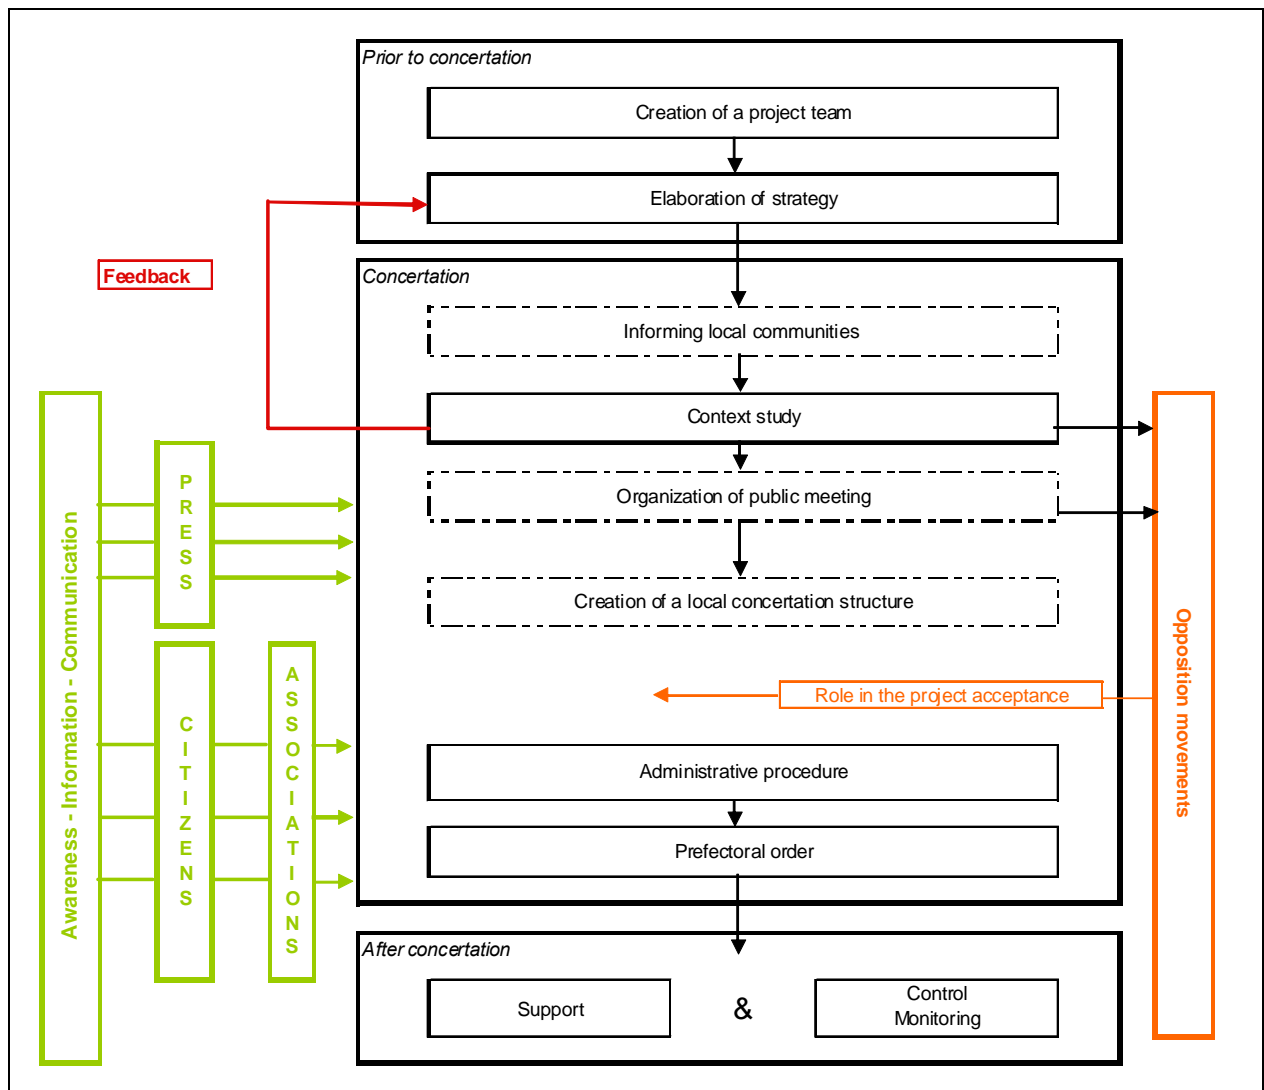 Prior to concertation
Creation of a project team
Elaboration of strategy
Feedback
Concertation
Informing local communities
Context study
Organization of public meeting
Creation of a local concertation structure
Role in the project acceptance
Administrative procedure
Prefectoral order
After concertation
Support
&
Control
Monitoring
Awareness - Information - Communication
PRESS
CITIZENS
ASSOCIATIONS
Opposition movements